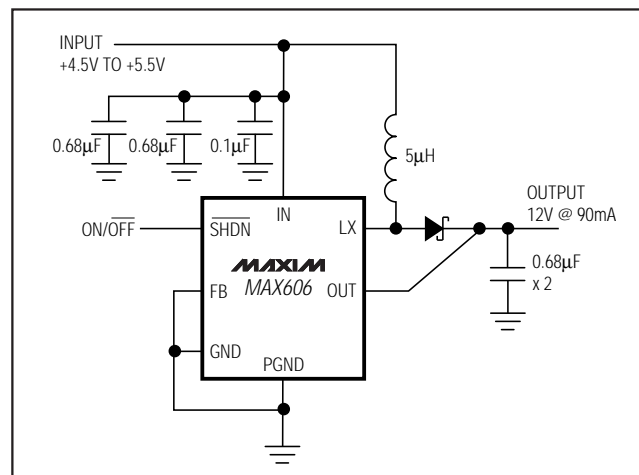 INPUT
+4.5V TO +5.5V
0.68µF
0.68µF
0.1µF
5µH
OUTPUT
12V @ 90mA
IN
ON/OFF
SHDN
LX
MAXIM
MAX606
0.68µF
x 2
FB
OUT
GND
PGND